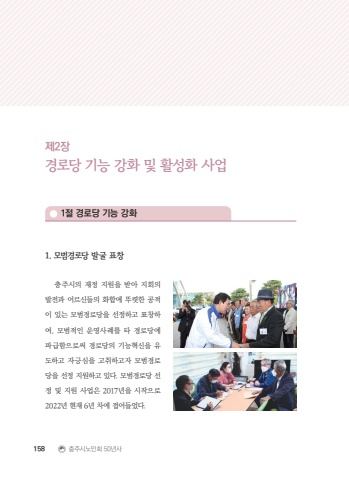 제2장
경로당 기능 강화 및 활성화 사업
1절 경로당 기능 강화
1. 모범경로당 발굴 표창
충주시의 재정 지원을 받아 지회의
발전과 어르신들의 화합에 뚜렷한 공적
이 있는 모범경로당을 선정하고 표창하
여, 모범적인 운영사례를 타 경로당에
파급함으로써 경로당의 기능혁신을 유
도하고 자긍심을 고취하고자 모범경로
당을 선정 지원하고 있다. 모범경로당 선
정 및 지원 사업은 2017년을 시작으로
2022년 현재 6년 차에 접어들었다.
158 충주시노인회 50년사